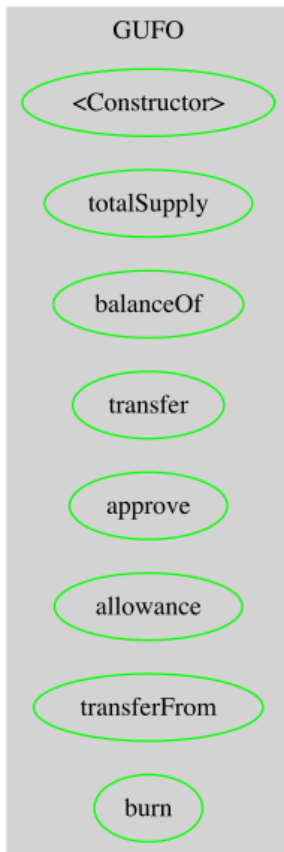 GUFO
<Constructor>
totalSupply
balanceOf
transfer
approve
allowance
transferFrom
burn